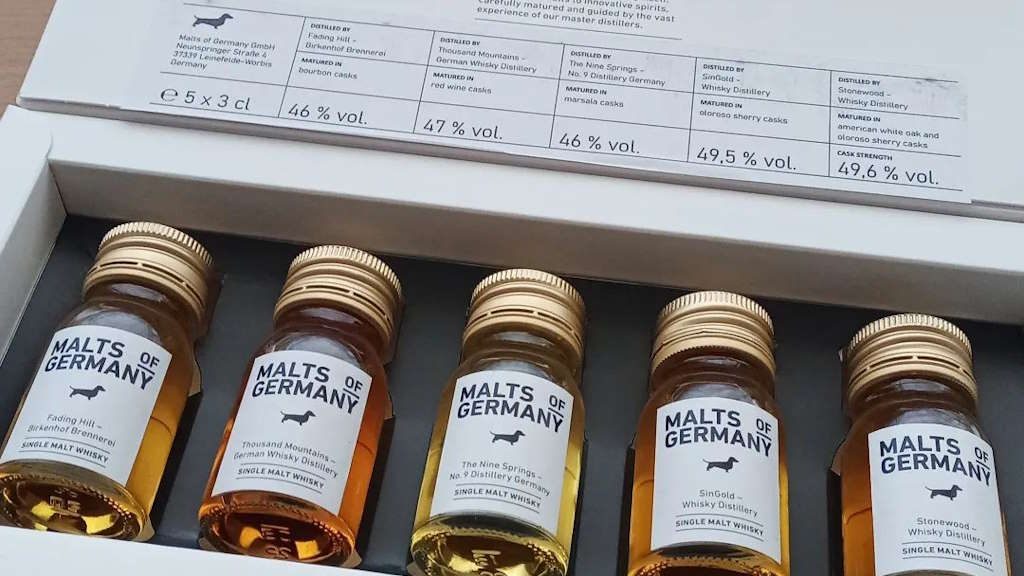 to innovative spirits,
carefully matured and guided by the vast
experience of our master distillers.
Malts of Germany GmbH
Neunspringer Straße 4
37339 Leinefelde-Worbis
Germany
℮ 5 x 3 cl
DISTILLED BY
Fading Hill –
Birkenhof Brennerei
MATURED IN
bourbon casks
46 % vol.
DISTILLED BY
Thousand Mountains –
German Whisky Distillery
MATURED IN
red wine casks
47 % vol.
DISTILLED BY
The Nine Springs –
No. 9 Distillery Germany
MATURED IN
marsala casks
46 % vol.
DISTILLED BY
SinGold –
Whisky Distillery
MATURED IN
oloroso sherry casks
49,5 % vol.
DISTILLED BY
Stonewood –
Whisky Distillery
MATURED IN
american white oak and
oloroso sherry casks
CASK STRENGTH
49,6 % vol.
MALTS OF
GERMANY
Fading Hill –
Birkenhof Brennerei
SINGLE MALT WHISKY
MALTS OF
GERMANY
Thousand Mountains –
German Whisky Distillery
SINGLE MALT WHISKY
MALTS OF
GERMANY
The Nine Springs –
No. 9 Distillery Germany
SINGLE MALT WHISKY
MALTS OF
GERMANY
SinGold –
Whisky Distillery
SINGLE MALT WHISKY
MALTS OF
GERMANY
Stonewood –
Whisky Distillery
SINGLE MALT WHISKY